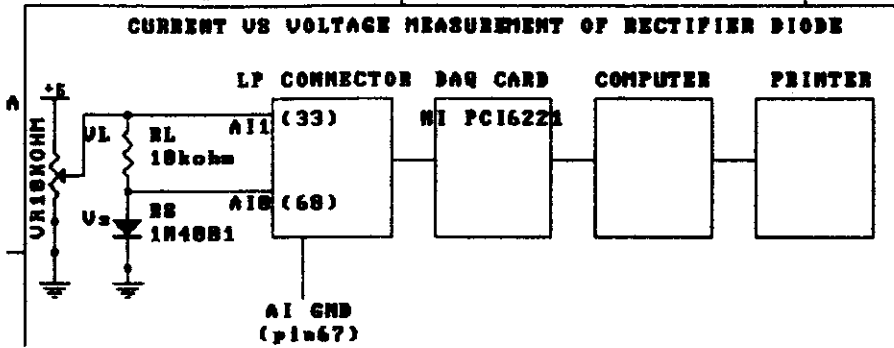 CURRENT VS VOLTAGE MEASUREMENT OF RECTIFIER DIODE
LP CONNECTOR DAQ CARD COMPUTER PRINTER
+5
A
AI1 (33) NI PCI6221
VL RL
10kohm
VR10KOHM
AI0 (68)
Vs RS
1N4001
AI GND
(pin67)